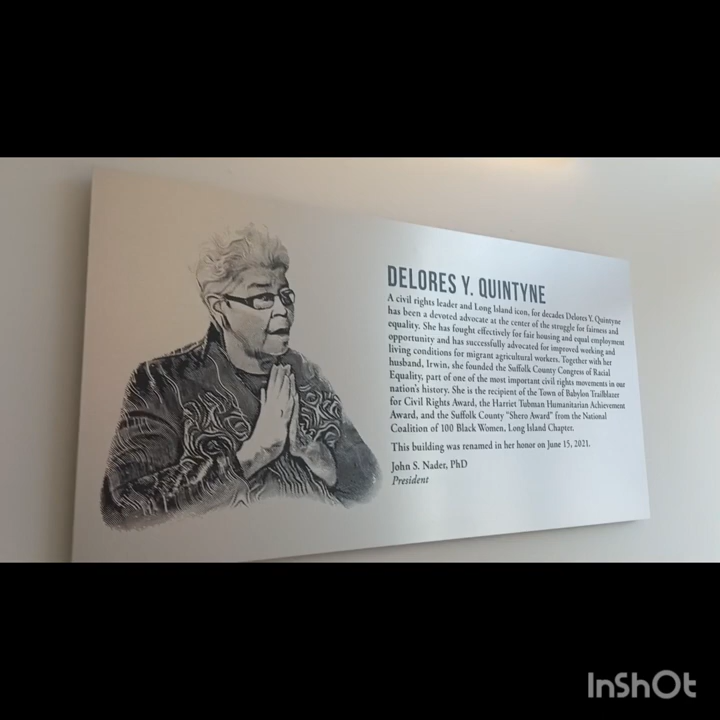 DELORES Y. QUINTYNE
A civil rights leader and Long Island icon, for decades Delores Y. Quintyne
has been a devoted advocate at the center of the struggle for fairness and
equality. She has fought effectively for fair housing and equal employment
opportunity and has successfully advocated for improved working and
living conditions for migrant agricultural workers. Together with her
husband, Irwin, she founded the Suffolk County Congress of Racial
Equality, part of one of the most important civil rights movements in our
nation's history. She is the recipient of the Town of Babylon Trailblazer
for Civil Rights Award, the Harriet Tubman Humanitarian Achievement
Award, and the Suffolk County "Shero Award" from the National
Coalition of 100 Black Women, Long Island Chapter.
This building was renamed in her honor on June 15, 2021.
John S. Nader, PhD
President
InShOt